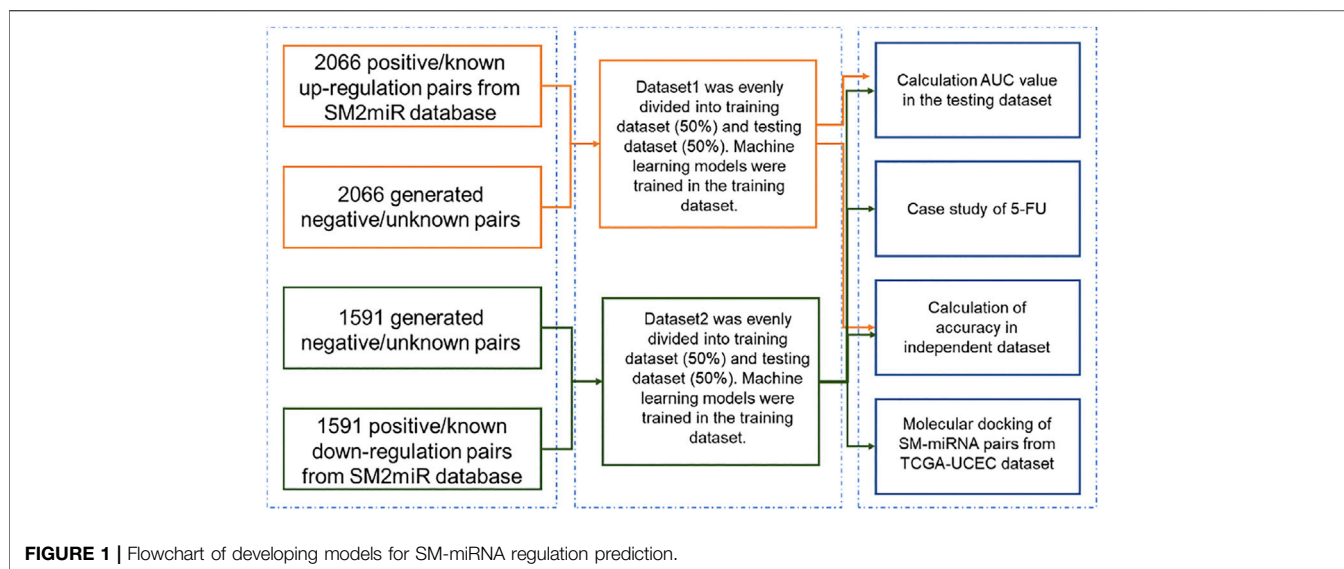 2066 positive/known
up-regulation pairs from
SM2miR database
2066 generated
negative/unknown pairs
1591 generated
negative/unknown pairs
1591 positive/known
down-regulation pairs
from SM2miR database
Dataset1 was evenly
divided into training
dataset (50%) and testing
dataset (50%). Machine
learning models were
trained in the training
dataset.
Dataset2 was evenly
divided into training
dataset (50%) and testing
dataset (50%). Machine
learning models were
trained in the training
dataset.
Calculation AUC value
in the testing dataset
Case study of 5-FU
Calculation of
accuracy in
independent dataset
Molecular docking of
SM-miRNA pairs from
TCGA-UCEC dataset
FIGURE 1 | Flowchart of developing models for SM-miRNA regulation prediction.